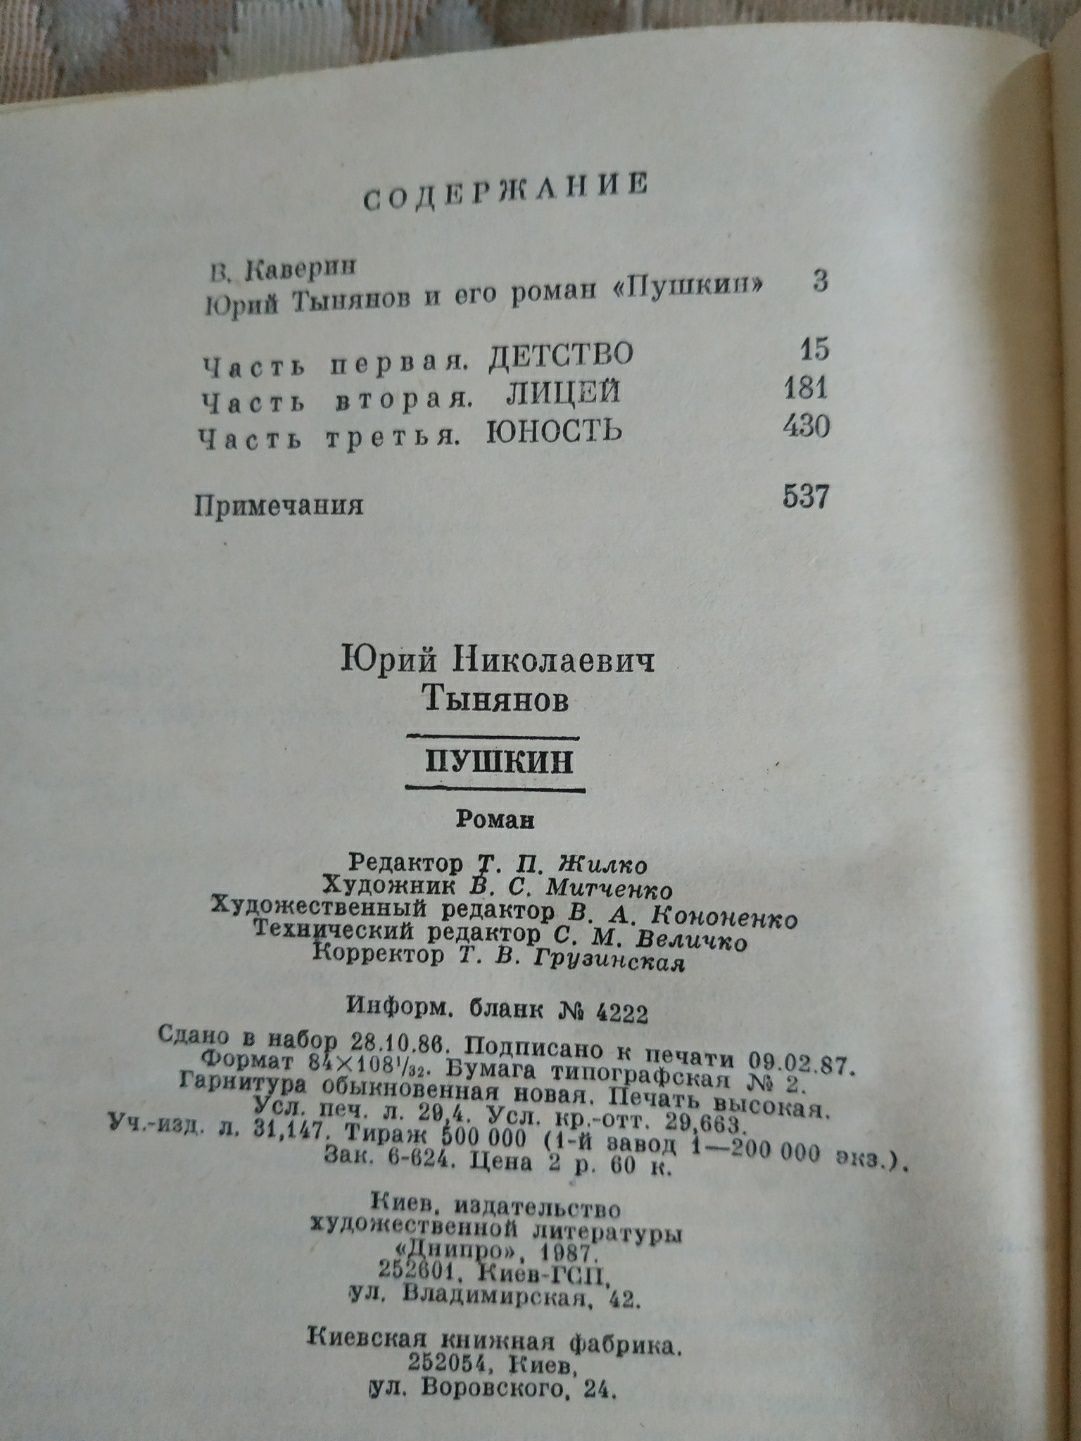 СОДЕРЖАНИЕ
В. Каверин
Юрий Тынянов и его роман «Пушкин» 3
Часть первая. ДЕТСТВО 15
Часть вторая. ЛИЦЕЙ 181
Часть третья. ЮНОСТЬ 430
Примечания 537
Юрий Николаевич
Тынянов
ПУШКИН
Роман
Редактор Т. П. Жилко
Художник В. С. Митченко
Художественный редактор В. А. Кононенко
Технический редактор С. М. Величко
Корректор Т. В. Грузинская
Информ. бланк № 4222
Сдано в набор 28.10.86. Подписано к печати 09.02.87.
Формат 84×108 1/32. Бумага типографская № 2.
Гарнитура обыкновенная новая. Печать высокая.
Усл. печ. л. 29,4. Усл. кр.-отт. 29,663.
Уч.-изд. л. 31,147. Тираж 500 000 (1-й завод 1—200 000 экз.).
Зак. 6-624. Цена 2 р. 60 к.
Киев, издательство
художественной литературы
«Днипро», 1987.
252601, Киев-ГСП,
ул. Владимирская, 42.
Киевская книжная фабрика.
252054, Киев,
ул. Воровского, 24.